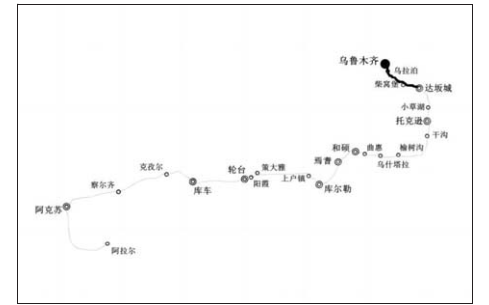 乌鲁木齐
乌拉泊
柴窝堡
达坂城
小草湖
托克逊
干沟
和硕
曲惠
榆树沟
乌什塔拉
焉耆
克孜尔
轮台
策大雅
上户镇
阳霞
库尔勒
察尔齐
库车
阿克苏
阿拉尔